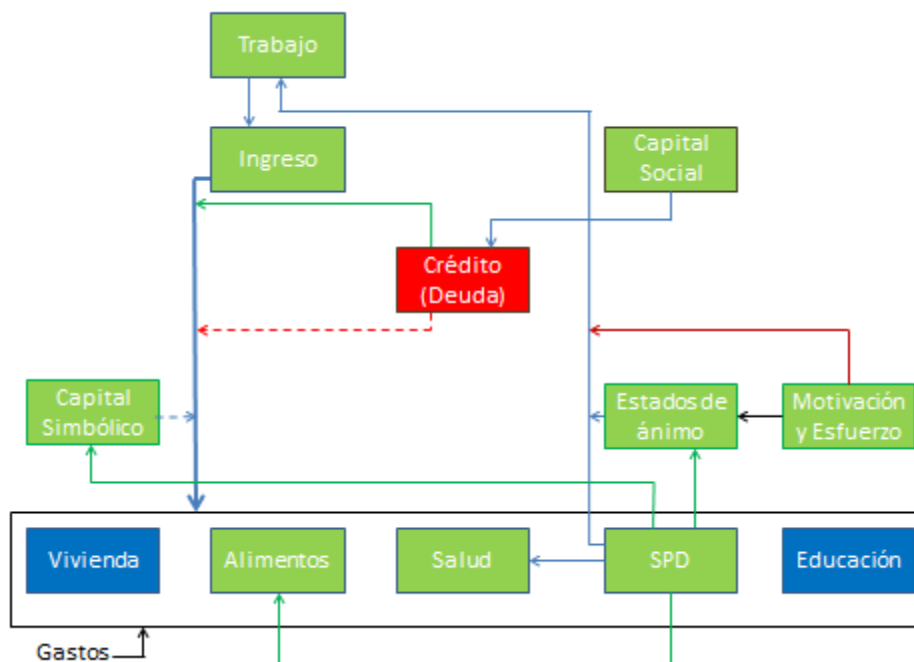 Trabajo
Ingreso
Capital
Social
Crédito
(Deuda)
Capital
Simbólico
Estados de
ánimo
Motivación
y Esfuerzo
Vivienda
Alimentos
Salud
SPD
Educación
Gastos